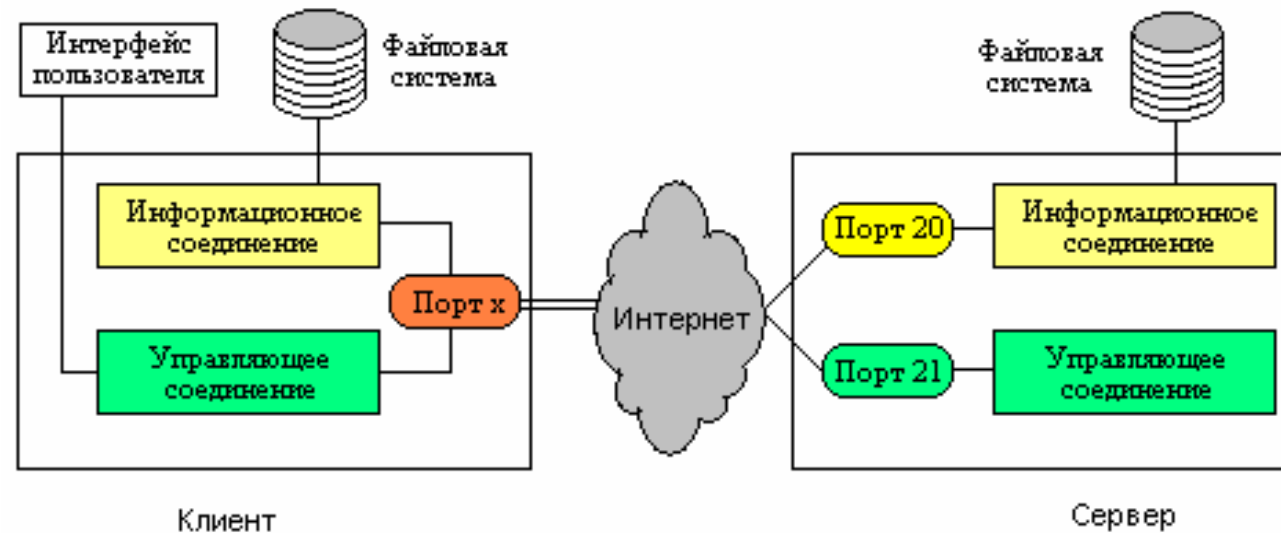 Интерфейс
пользователя
Файловая
система
Файловая
система
Информационное
соединение
Порт x
Управляющее
соединение
Интернет
Порт 20
Информационное
соединение
Порт 21
Управляющее
соединение
Клиент
Сервер